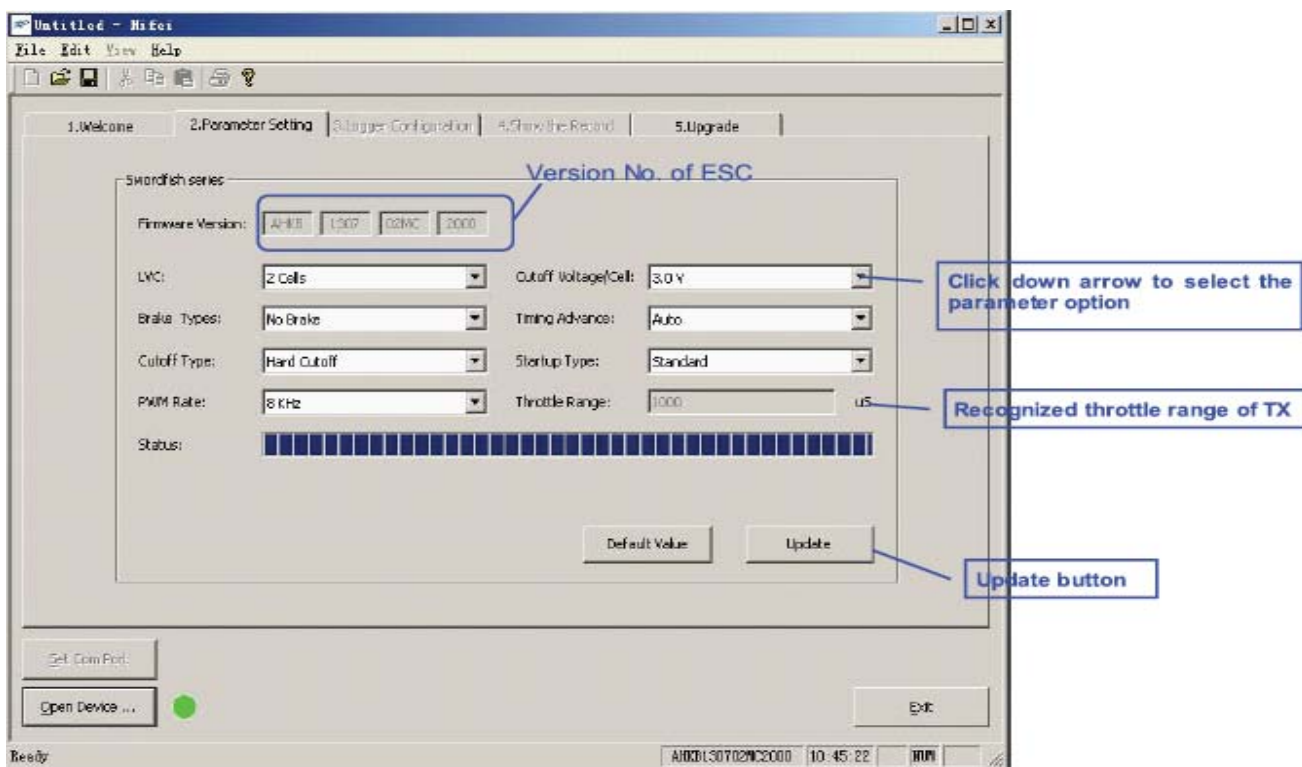 Untitled - Hifei
File Edit View Help
1.Welcome 2.Parameter Setting 3.Logger Configuration 4.Show the Record 5.Upgrade
Version No. of ESC
Swordfish series
Firmware Version: AHKB 1307 02MC 2000
LVC: 2 Cells Cutoff Voltage/Cell: 3.0 V
Click down arrow to select the
parameter option
Brake Types: No Brake Timing Advance: Auto
Cutoff Type: Hard Cutoff Startup Type: Standard
PWM Rate: 8 KHz Throttle Range: 1000 uS
Recognized throttle range of TX
Status:
Default Value Update
Update button
Set Com Port
Open Device ... Exit
Ready AHKB130702MC2000 10:45:22 NUM